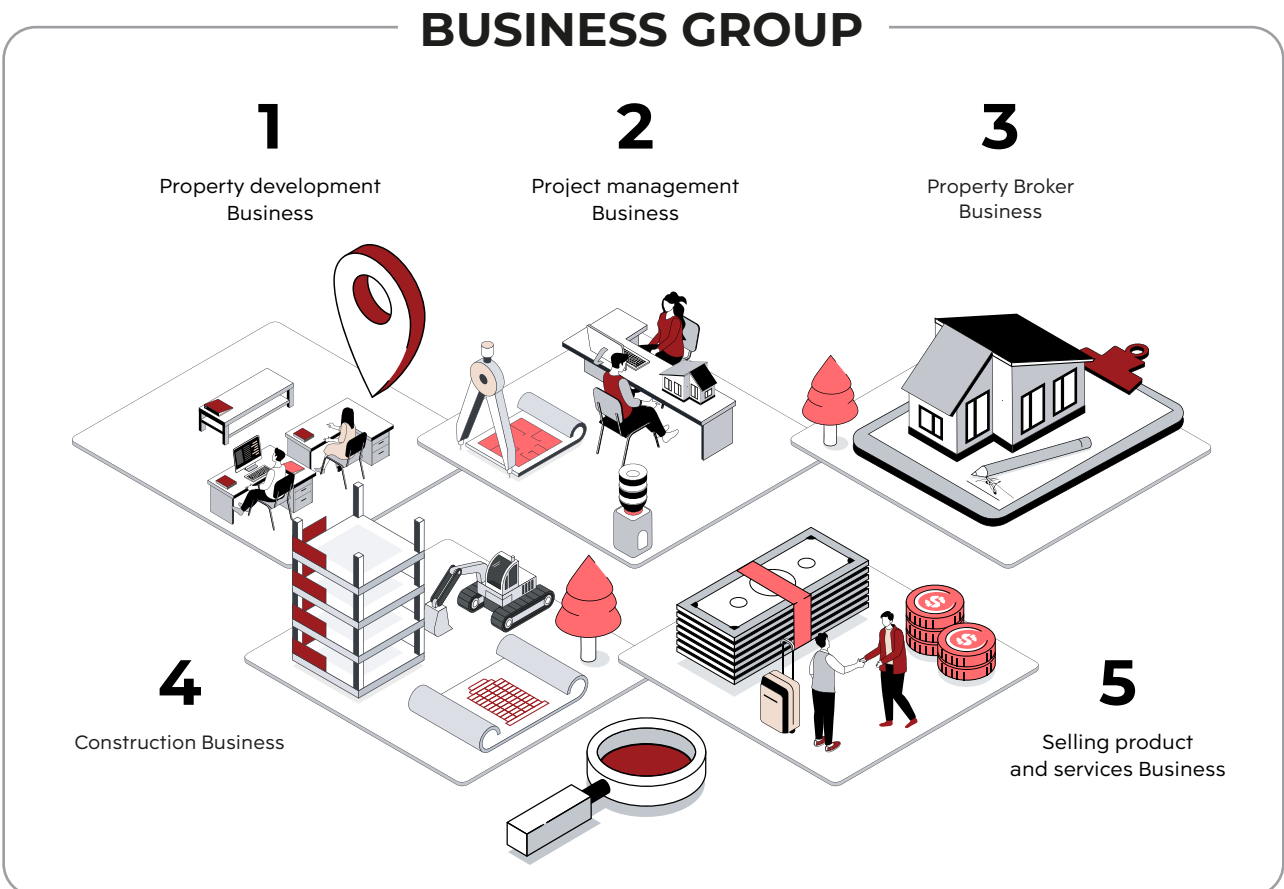 BUSINESS GROUP
1
Property development
Business
2
Project management
Business
3
Property Broker
Business
4
Construction Business
5
Selling product
and services Business